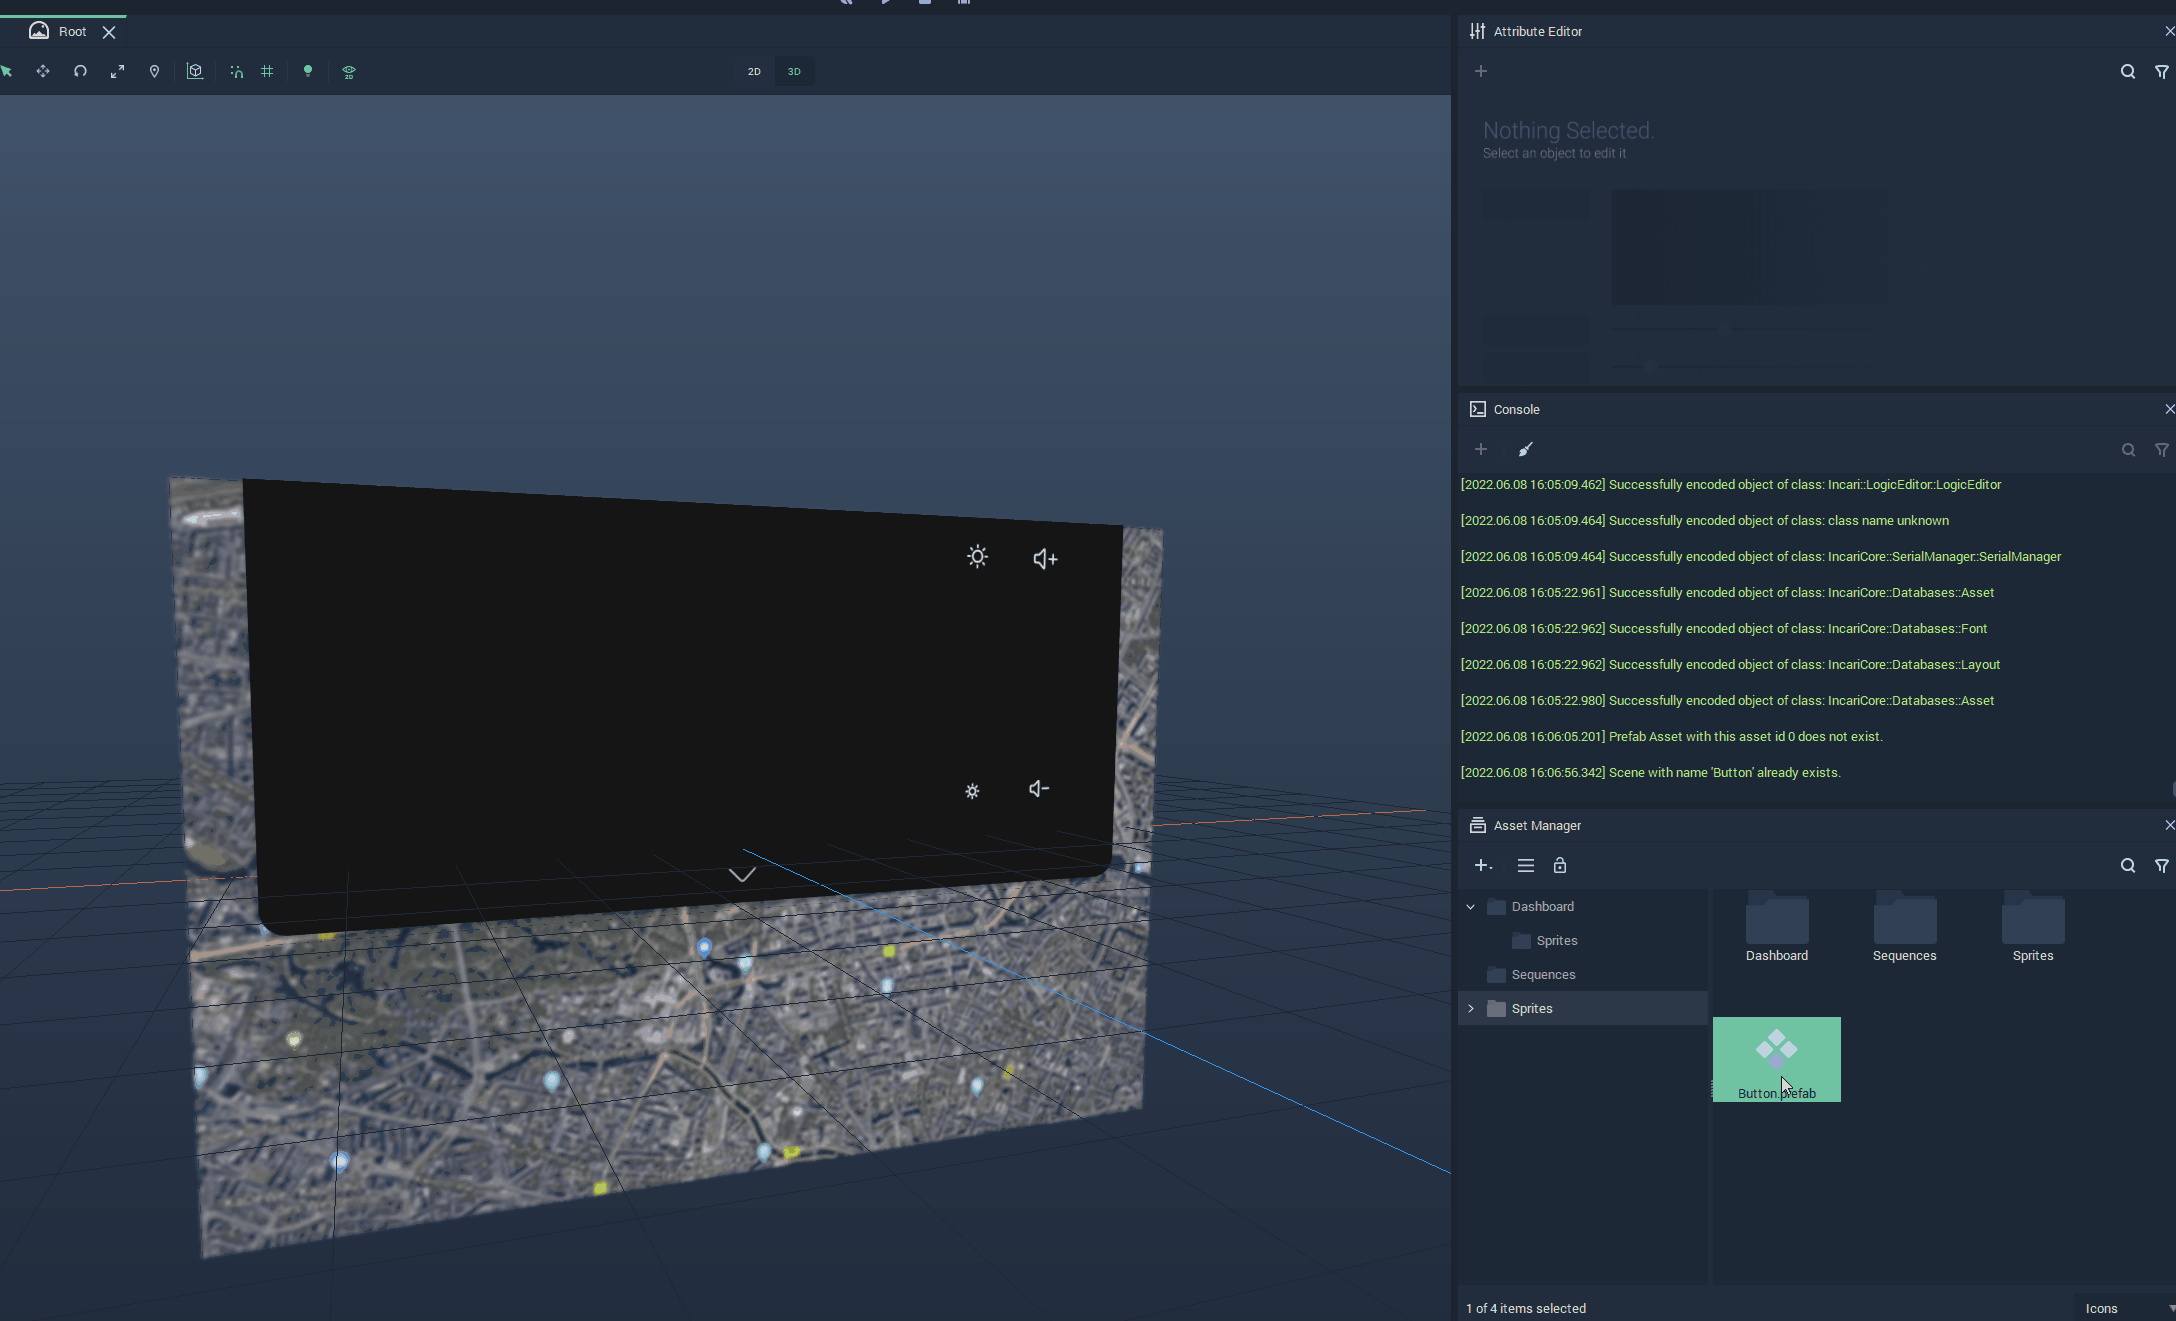 Root
2D 3D
2D
Attribute Editor
Nothing Selected.
Select an object to edit it
Console
[2022.06.08 16:05:09.462] Successfully encoded object of class: Incari::LogicEditor::LogicEditor
[2022.06.08 16:05:09.464] Successfully encoded object of class: class name unknown
[2022.06.08 16:05:09.464] Successfully encoded object of class: IncariCore::SerialManager::SerialManager
[2022.06.08 16:05:22.961] Successfully encoded object of class: IncariCore::Databases::Asset
[2022.06.08 16:05:22.962] Successfully encoded object of class: IncariCore::Databases::Font
[2022.06.08 16:05:22.962] Successfully encoded object of class: IncariCore::Databases::Layout
[2022.06.08 16:05:22.980] Successfully encoded object of class: IncariCore::Databases::Asset
[2022.06.08 16:06:05.201] Prefab Asset with this asset id 0 does not exist.
[2022.06.08 16:06:56.342] Scene with name 'Button' already exists.
Asset Manager
Dashboard
Sprites
Sequences
Sprites
Dashboard Sequences Sprites
Button.prefab
1 of 4 items selected
Icons